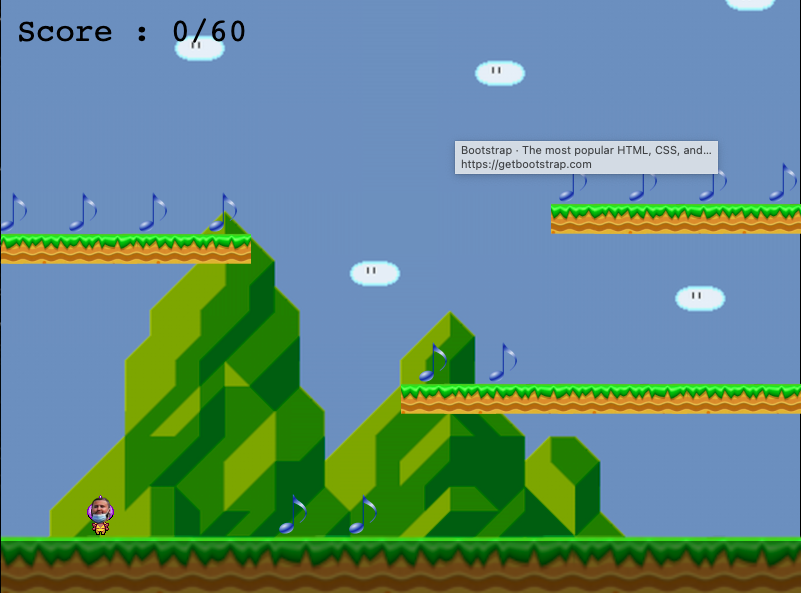 Score : 0/60
Bootstrap · The most popular HTML, CSS, and...
https://getbootstrap.com